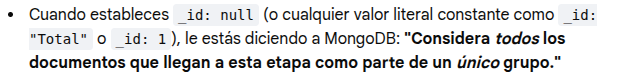 • Cuando estableces _id: null (o cualquier valor literal constante como _id:
"Total" o _id: 1 ), le estás diciendo a MongoDB: "Considera todos los
documentos que llegan a esta etapa como parte de un único grupo."